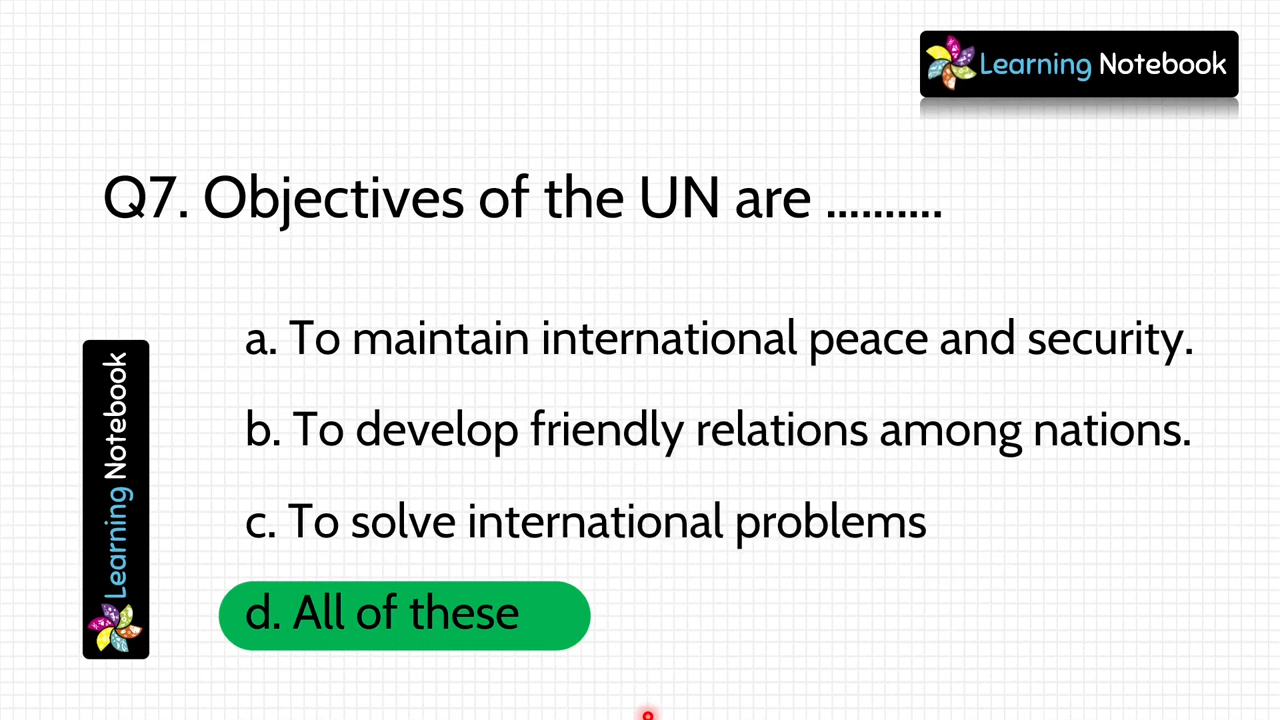 Learning Notebook
Q7. Objectives of the UN are ..........
a. To maintain international peace and security.
b. To develop friendly relations among nations.
c. To solve international problems
d. All of these
Learning Notebook